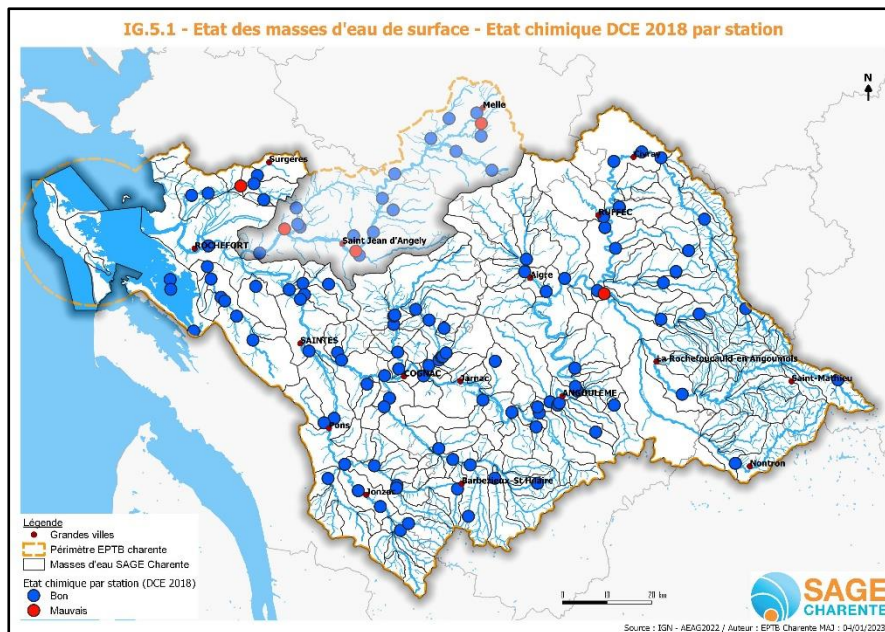 IG.5.1 - Etat des masses d'eau de surface - Etat chimique DCE 2018 par station
N
Melle
Surgères
Civray
RUFFEC
ROCHEFORT
Saint Jean d'Angely
Aigre
SAINTES
La Rochefoucauld-en-Angoumois
COGNAC
Jarnac
Saint-Mathieu
ANGOULÊME
Pons
Nontron
Barbezieux-St Hilaire
Jonzac
Légende
Grandes villes
Périmètre EPTB charente
Masses d'eau SAGE Charente
Etat chimique par station (DCE 2018)
Bon
Mauvais
0 10 20 km
SAGE
CHARENTE
Source : IGN - AEAG2022 / Auteur : EPTB Charente MAJ : 04/01/2023